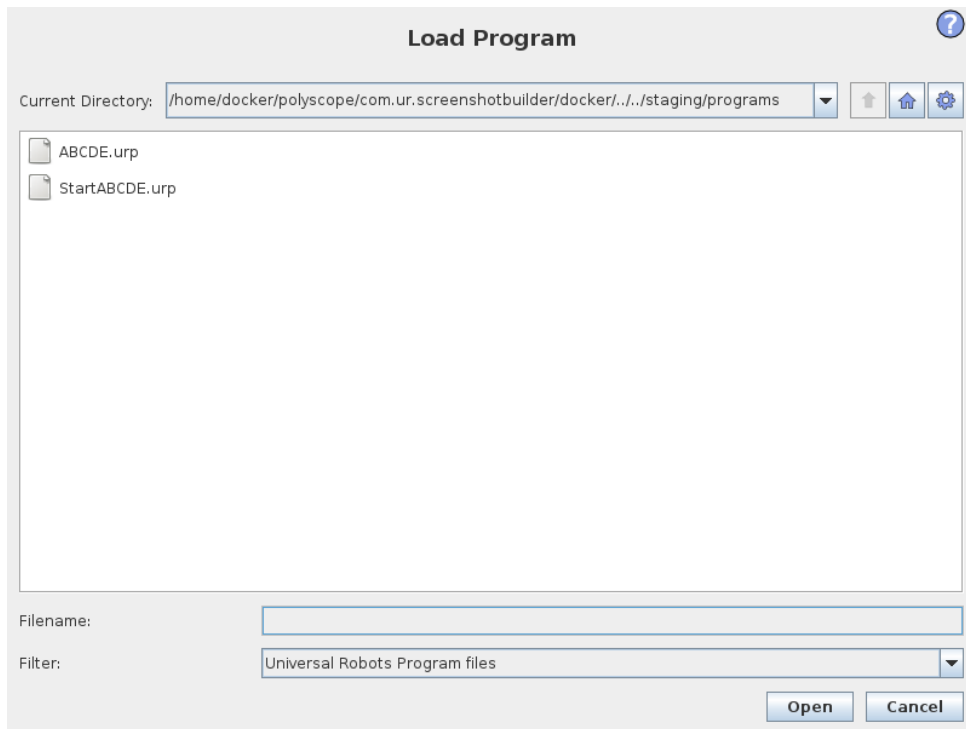 Load Program
?
Current Directory: /home/docker/polyscope/com.ur.screenshotbuilder/docker/../../staging/programs
ABCDE.urp
StartABCDE.urp
Filename:
Filter: Universal Robots Program files
Open Cancel